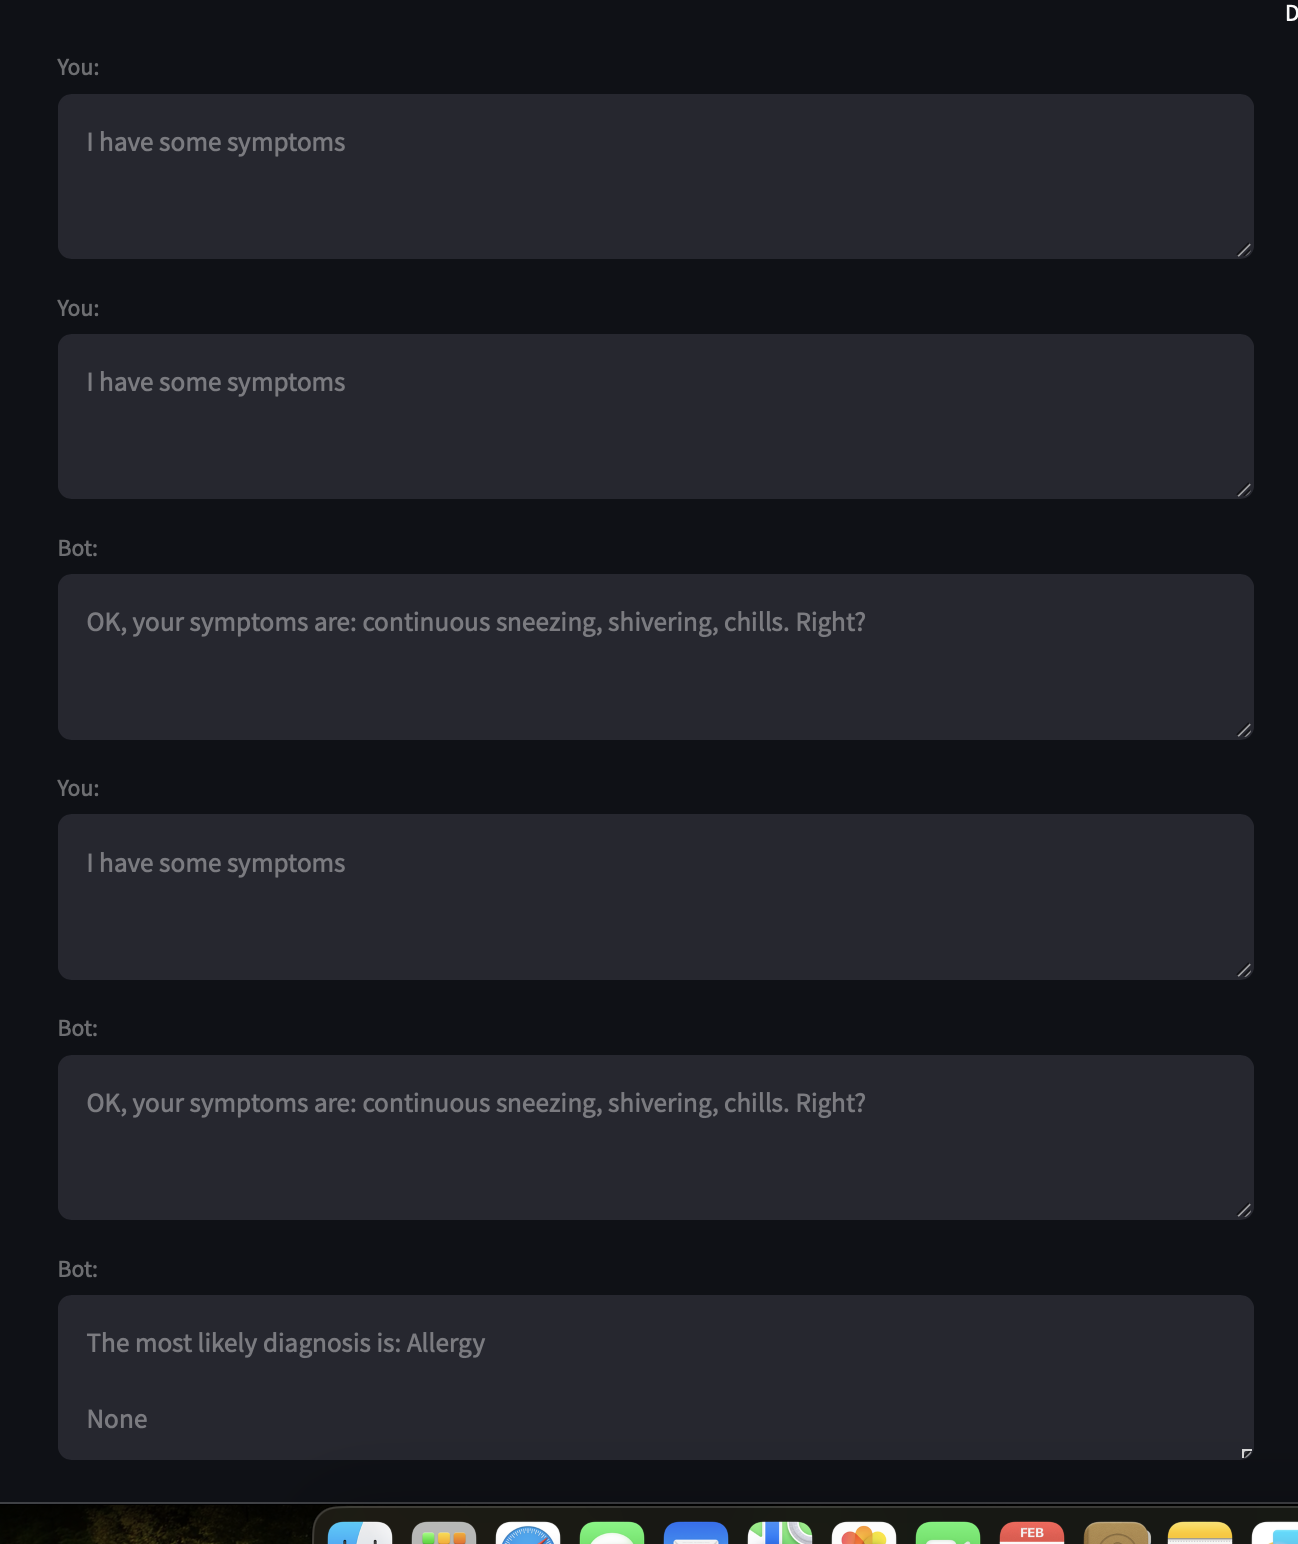 D
You:
I have some symptoms
You:
I have some symptoms
Bot:
OK, your symptoms are: continuous sneezing, shivering, chills. Right?
You:
I have some symptoms
Bot:
OK, your symptoms are: continuous sneezing, shivering, chills. Right?
Bot:
The most likely diagnosis is: Allergy
None
FEB